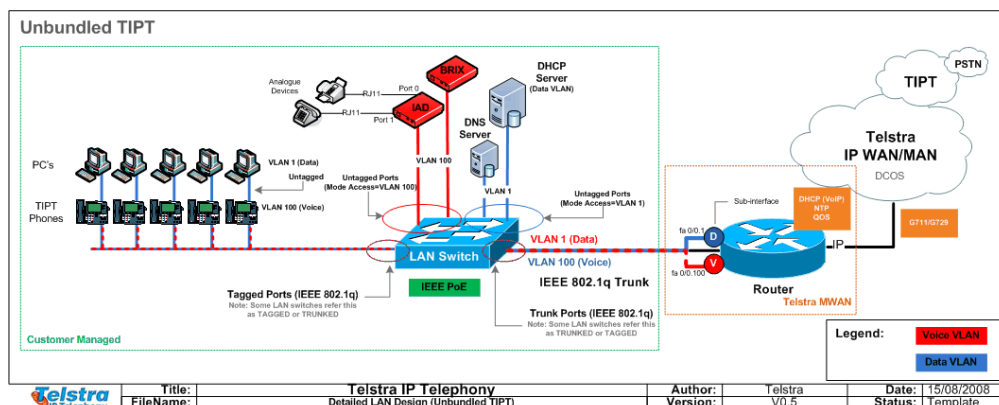 Unbundled TIPT
PSTN
TIPT
Telstra
IP WAN/MAN
DCOS
BRIX
DHCP
Server
(Data VLAN)
Analogue
Devices
Port 0
RJ11
IAD
RJ11
Port 1
DNS
Server
PC's
VLAN 1 (Data)
Untagged
VLAN 100
VLAN 1
Untagged Ports
(Mode Access=VLAN 100)
Untagged Ports
(Mode Access=VLAN 1)
TIPT
Phones
VLAN 100 (Voice)
Sub-interface
DHCP (VoIP)
NTP
QOS
G711/G729
fa 0/0.1
D
VLAN 1 (Data)
LAN Switch
VLAN 100 (Voice)
IP
V
fa 0/0.100
IEEE PoE
IEEE 802.1q Trunk
Router
Telstra MWAN
Tagged Ports (IEEE 802.1q)
Note: Some LAN switches refer this
as TAGGED or TRUNKED
Trunk Ports (IEEE 802.1q)
Note: Some LAN switches refer this
as TRUNKED or TAGGED
Customer Managed
Legend:
Voice VLAN
Data VLAN
Telstra
IP Telephony
Title: Telstra IP Telephony Author: Telstra Date: 15/08/2008
FileName: Detailed LAN Design (Unbundled TIPT) Version: V0.5 Status: Template